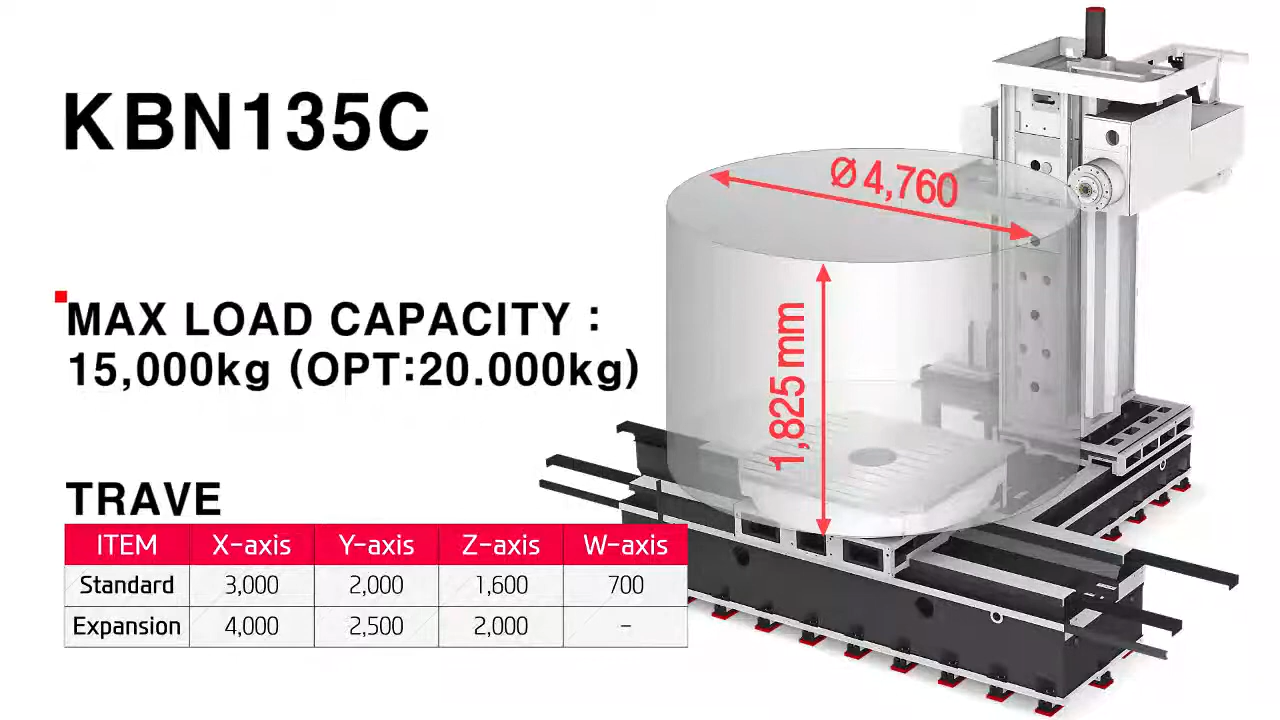 KBN135C
Ø 4,760
1,825 mm
MAX LOAD CAPACITY :
15,000kg (OPT:20.000kg)
TRAVE
ITEM X-axis Y-axis Z-axis W-axis
Standard 3,000 2,000 1,600 700
Expansion 4,000 2,500 2,000 –